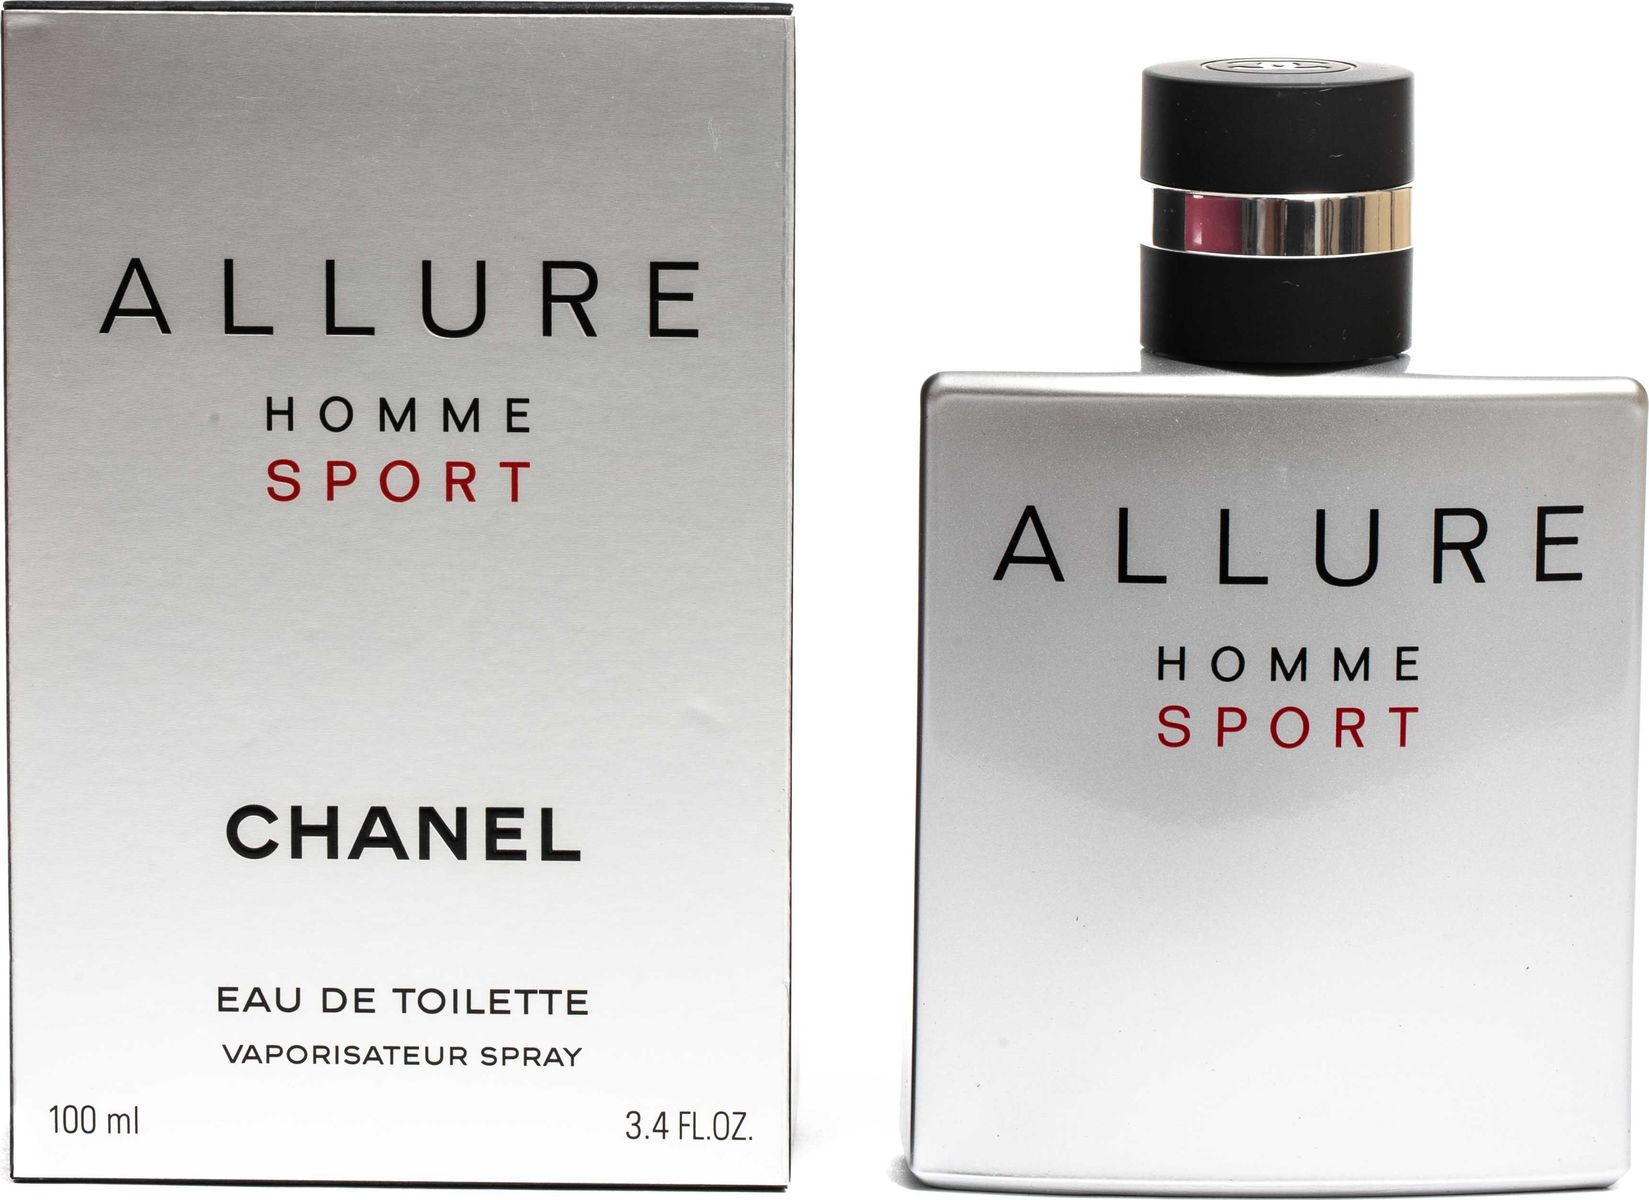 ALLURE
HOMME
SPORT
CHANEL
EAU DE TOILETTE
VAPORISATEUR SPRAY
100 ml
3.4 FL.OZ.
ALLURE
HOMME
SPORT